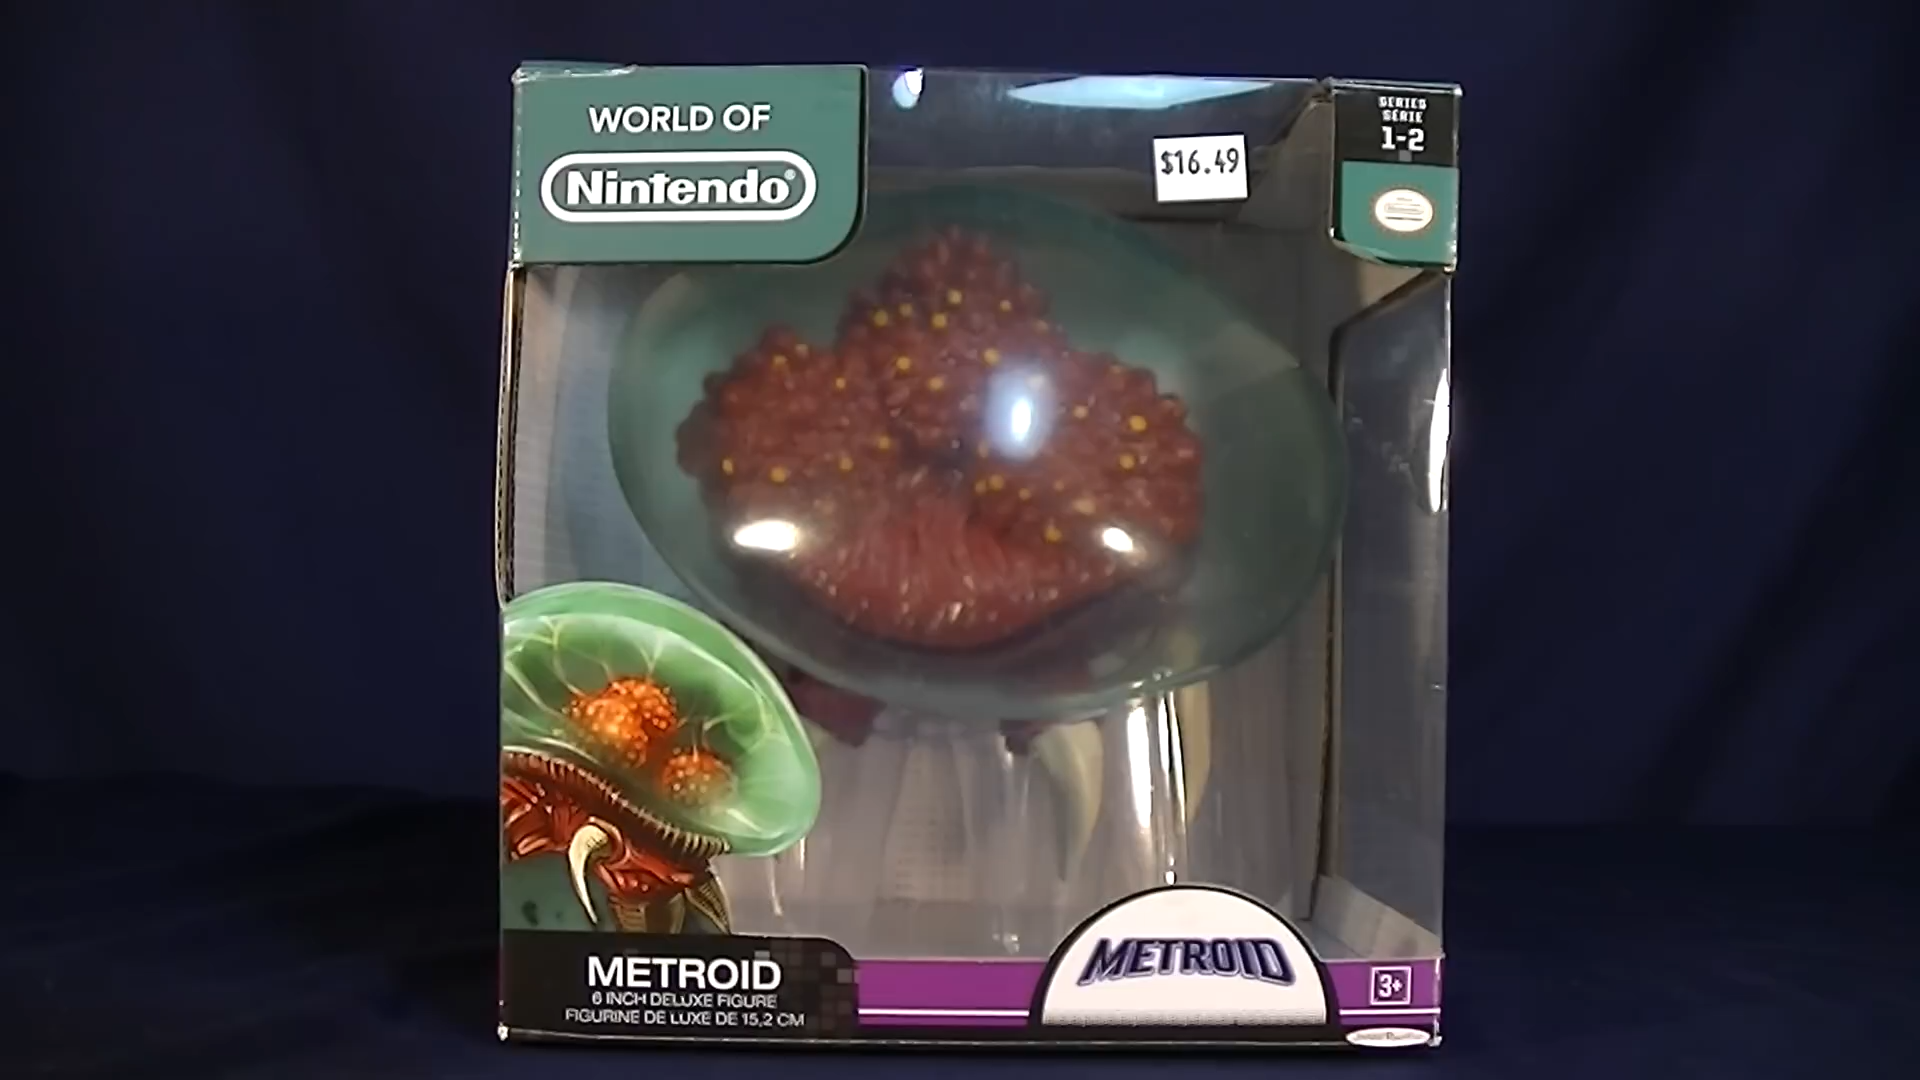 WORLD OF
Nintendo®
$16.49
SERIES
SÉRIE
1-2
METROID
6 INCH DELUXE FIGURE
FIGURINE DE LUXE DE 15,2 CM
METROID
3+